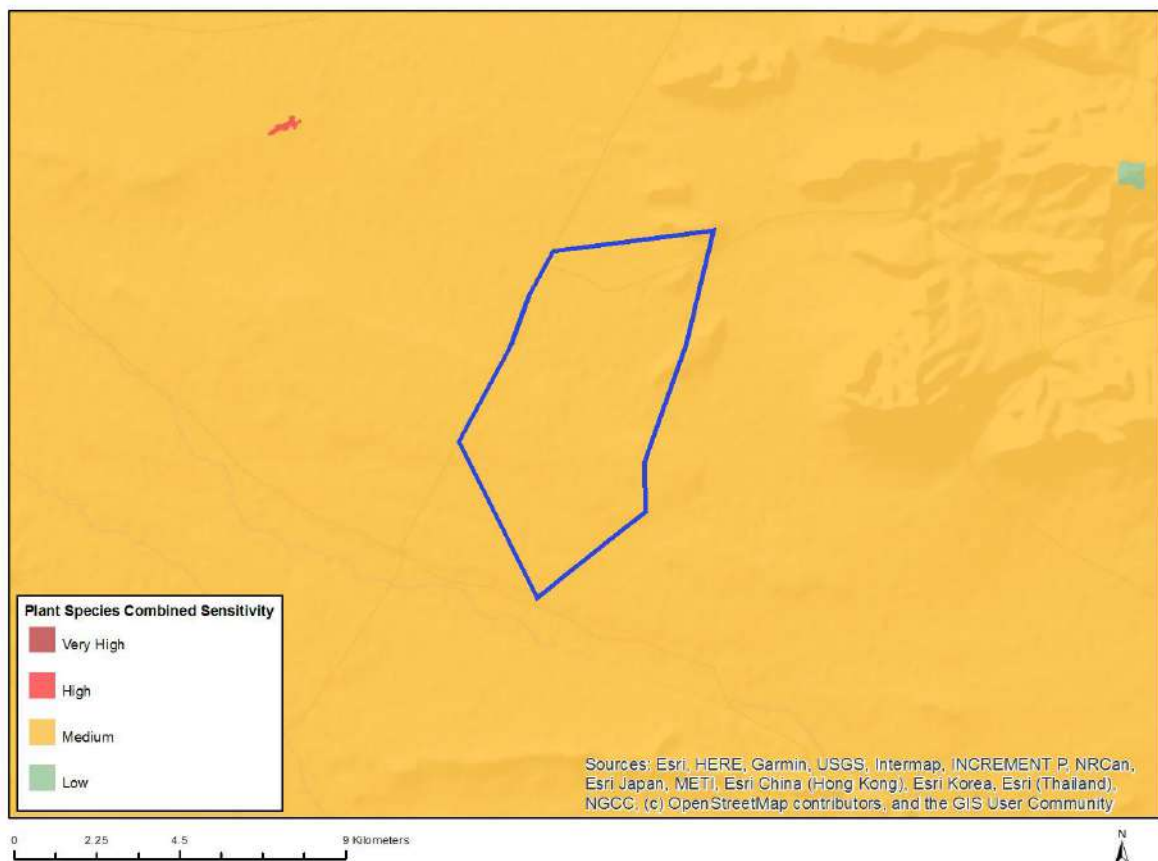 Plant Species Combined Sensitivity
Very High
High
Medium
Low
Sources: Esri, HERE, Garmin, USGS, Intermap, INCREMENT P, NRCan,
Esri Japan, METI, Esri China (Hong Kong), Esri Korea, Esri (Thailand),
NGCC, (c) OpenStreetMap contributors, and the GIS User Community
0 2.25 4.5 9 Kilometers
N